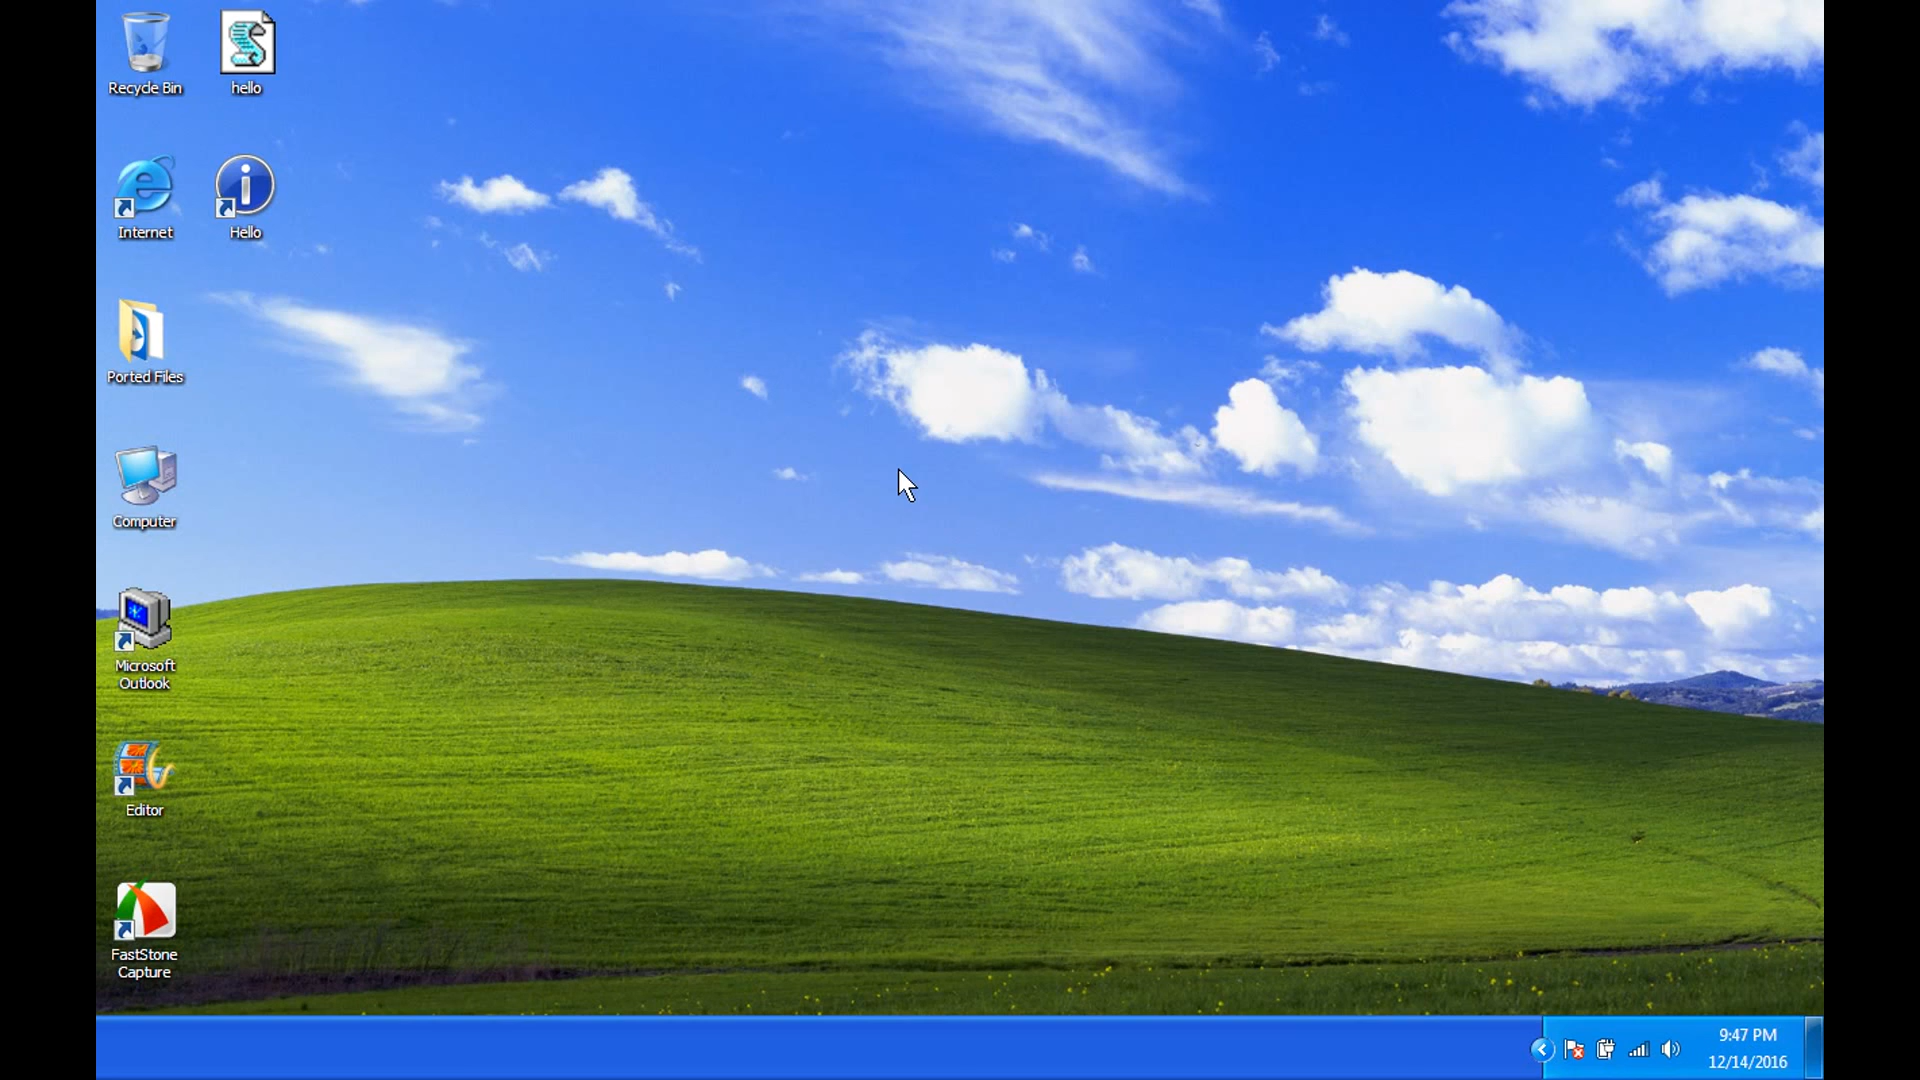 Recycle Bin
hello
Internet
Hello
Ported Files
Computer
Microsoft
Outlook
Editor
FastStone
Capture
9:47 PM
12/14/2016